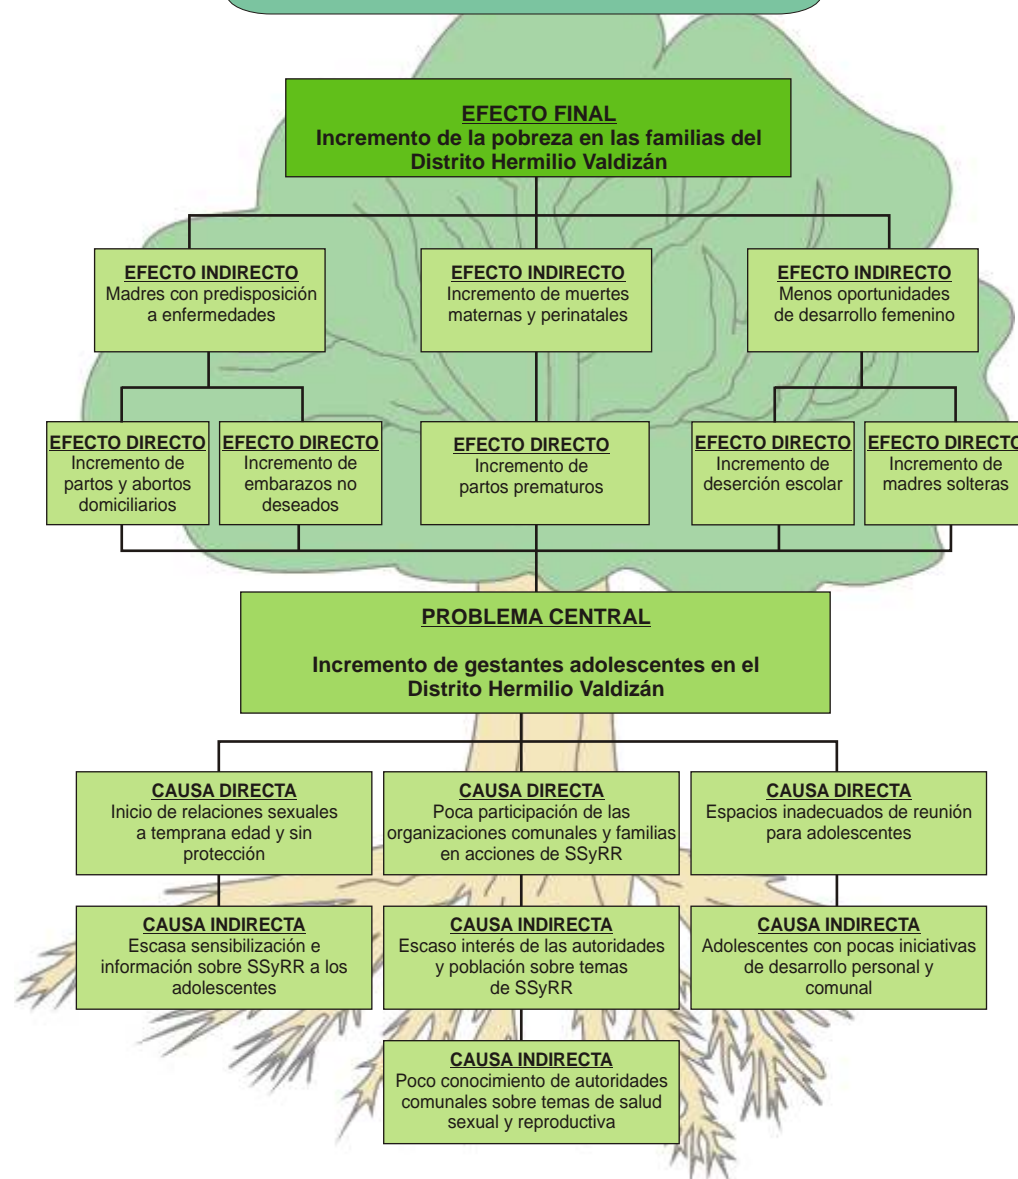 EFECTO FINAL
Incremento de la pobreza en las familias del
Distrito Hermilio Valdizán
EFECTO INDIRECTO
Madres con predisposición
a enfermedades
EFECTO INDIRECTO
Incremento de muertes
maternas y perinatales
EFECTO INDIRECTO
Menos oportunidades
de desarrollo femenino
EFECTO DIRECTO
Incremento de
partos y abortos
domiciliarios
EFECTO DIRECTO
Incremento de
embarazos no
deseados
EFECTO DIRECTO
Incremento de
partos prematuros
EFECTO DIRECTO
Incremento de
deserción escolar
EFECTO DIRECTO
Incremento de
madres solteras
PROBLEMA CENTRAL
Incremento de gestantes adolescentes en el
Distrito Hermilio Valdizán
CAUSA DIRECTA
Inicio de relaciones sexuales
a temprana edad y sin
protección
CAUSA DIRECTA
Poca participación de las
organizaciones comunales y familias
en acciones de SSyRR
CAUSA DIRECTA
Espacios inadecuados de reunión
para adolescentes
CAUSA INDIRECTA
Escasa sensibilización e
información sobre SSyRR a los
adolescentes
CAUSA INDIRECTA
Escaso interés de las autoridades
y población sobre temas
de SSyRR
CAUSA INDIRECTA
Adolescentes con pocas iniciativas
de desarrollo personal y
comunal
CAUSA INDIRECTA
Poco conocimiento de autoridades
comunales sobre temas de salud
sexual y reproductiva